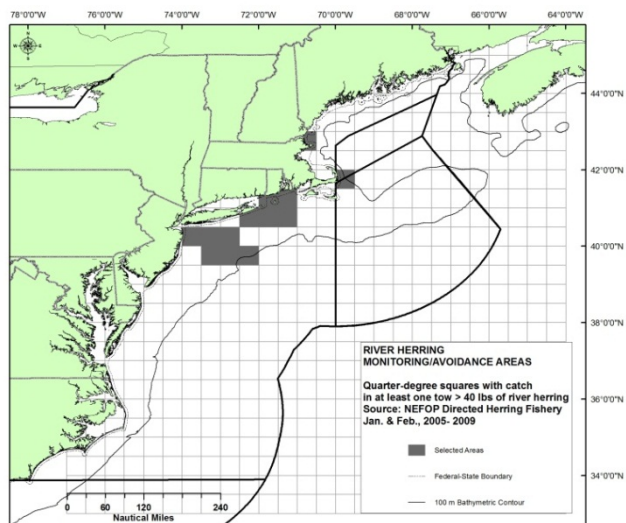 78°0'0"W 76°0'0"W 74°0'0"W 72°0'0"W 70°0'0"W 68°0'0"W 66°0'0"W 64°0'0"W
44°0'0"N
42°0'0"N
40°0'0"N
38°0'0"N
36°0'0"N
34°0'0"N
RIVER HERRING
MONITORING/AVOIDANCE AREAS
Quarter-degree squares with catch
in at least one tow > 40 lbs of river herring
Source: NEFOP Directed Herring Fishery
Jan. & Feb., 2005- 2009
Selected Areas
Federal-State Boundary
100 m Bathymetric Contour
0 60 120 180 240
Nautical Miles